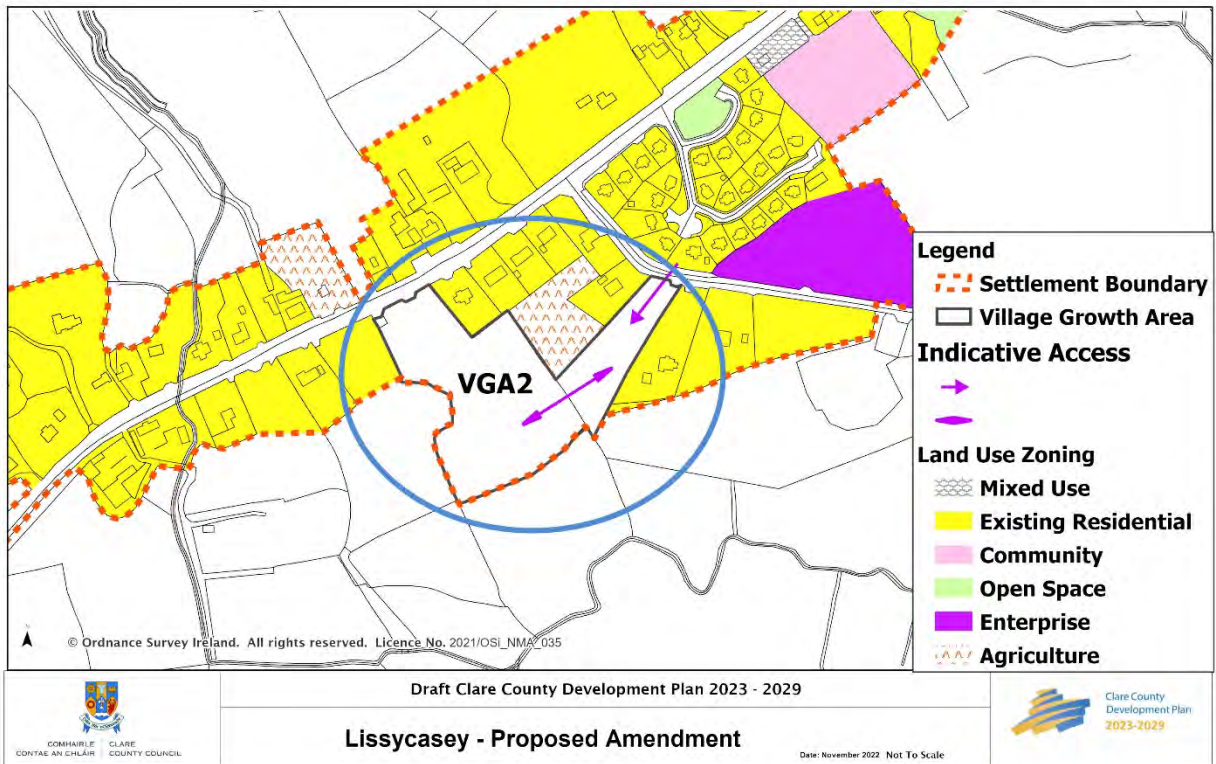 VGA2
Legend
Settlement Boundary
Village Growth Area
Indicative Access
Land Use Zoning
Mixed Use
Existing Residential
Community
Open Space
Enterprise
Agriculture
© Ordnance Survey Ireland. All rights reserved. Licence No. 2021/OSi_NMA_035
COMHAIRLE
CONTAE AN CHLÁIR
CLARE
COUNTY COUNCIL
Draft Clare County Development Plan 2023 - 2029
Lissycasey - Proposed Amendment
Date: November 2022 Not To Scale
Clare County
Development Plan
2023-2029